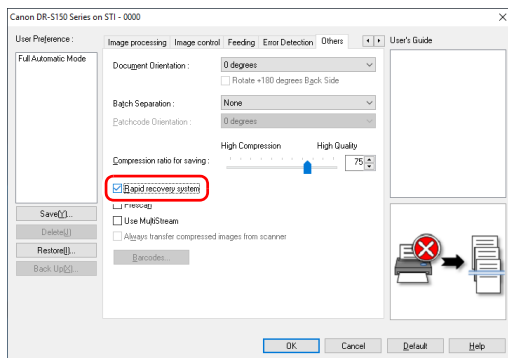 Canon DR-S150 Series on STI - 0000
User Preference :
Full Automatic Mode
Save(Y)...
Delete(J)
Restore(I)...
Back Up(X)...
Image processing Image control Feeding Error Detection Others
Document Orientation : 0 degrees
Rotate +180 degrees Back Side
Batch Separation : None
Patchcode Orientation : 0 degrees
High Compression High Quality
Compression ratio for saving : 75
Rapid recovery system
Prescan
Use MultiStream
Always transfer compressed images from scanner
Barcodes...
User's Guide
OK Cancel Default Help